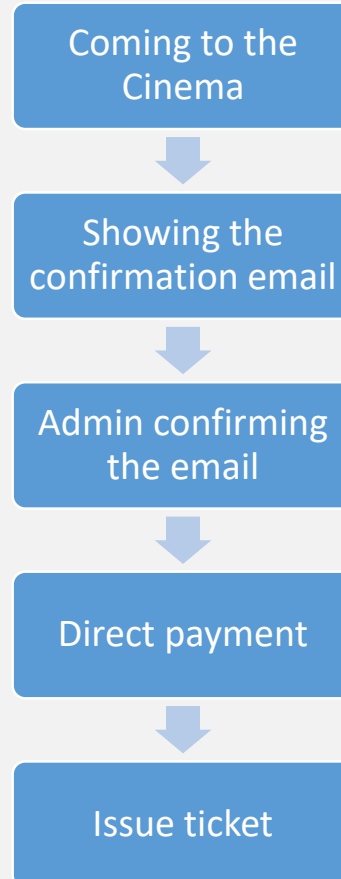 Coming to the
Cinema
Showing the
confirmation email
Admin confirming
the email
Direct payment
Issue ticket